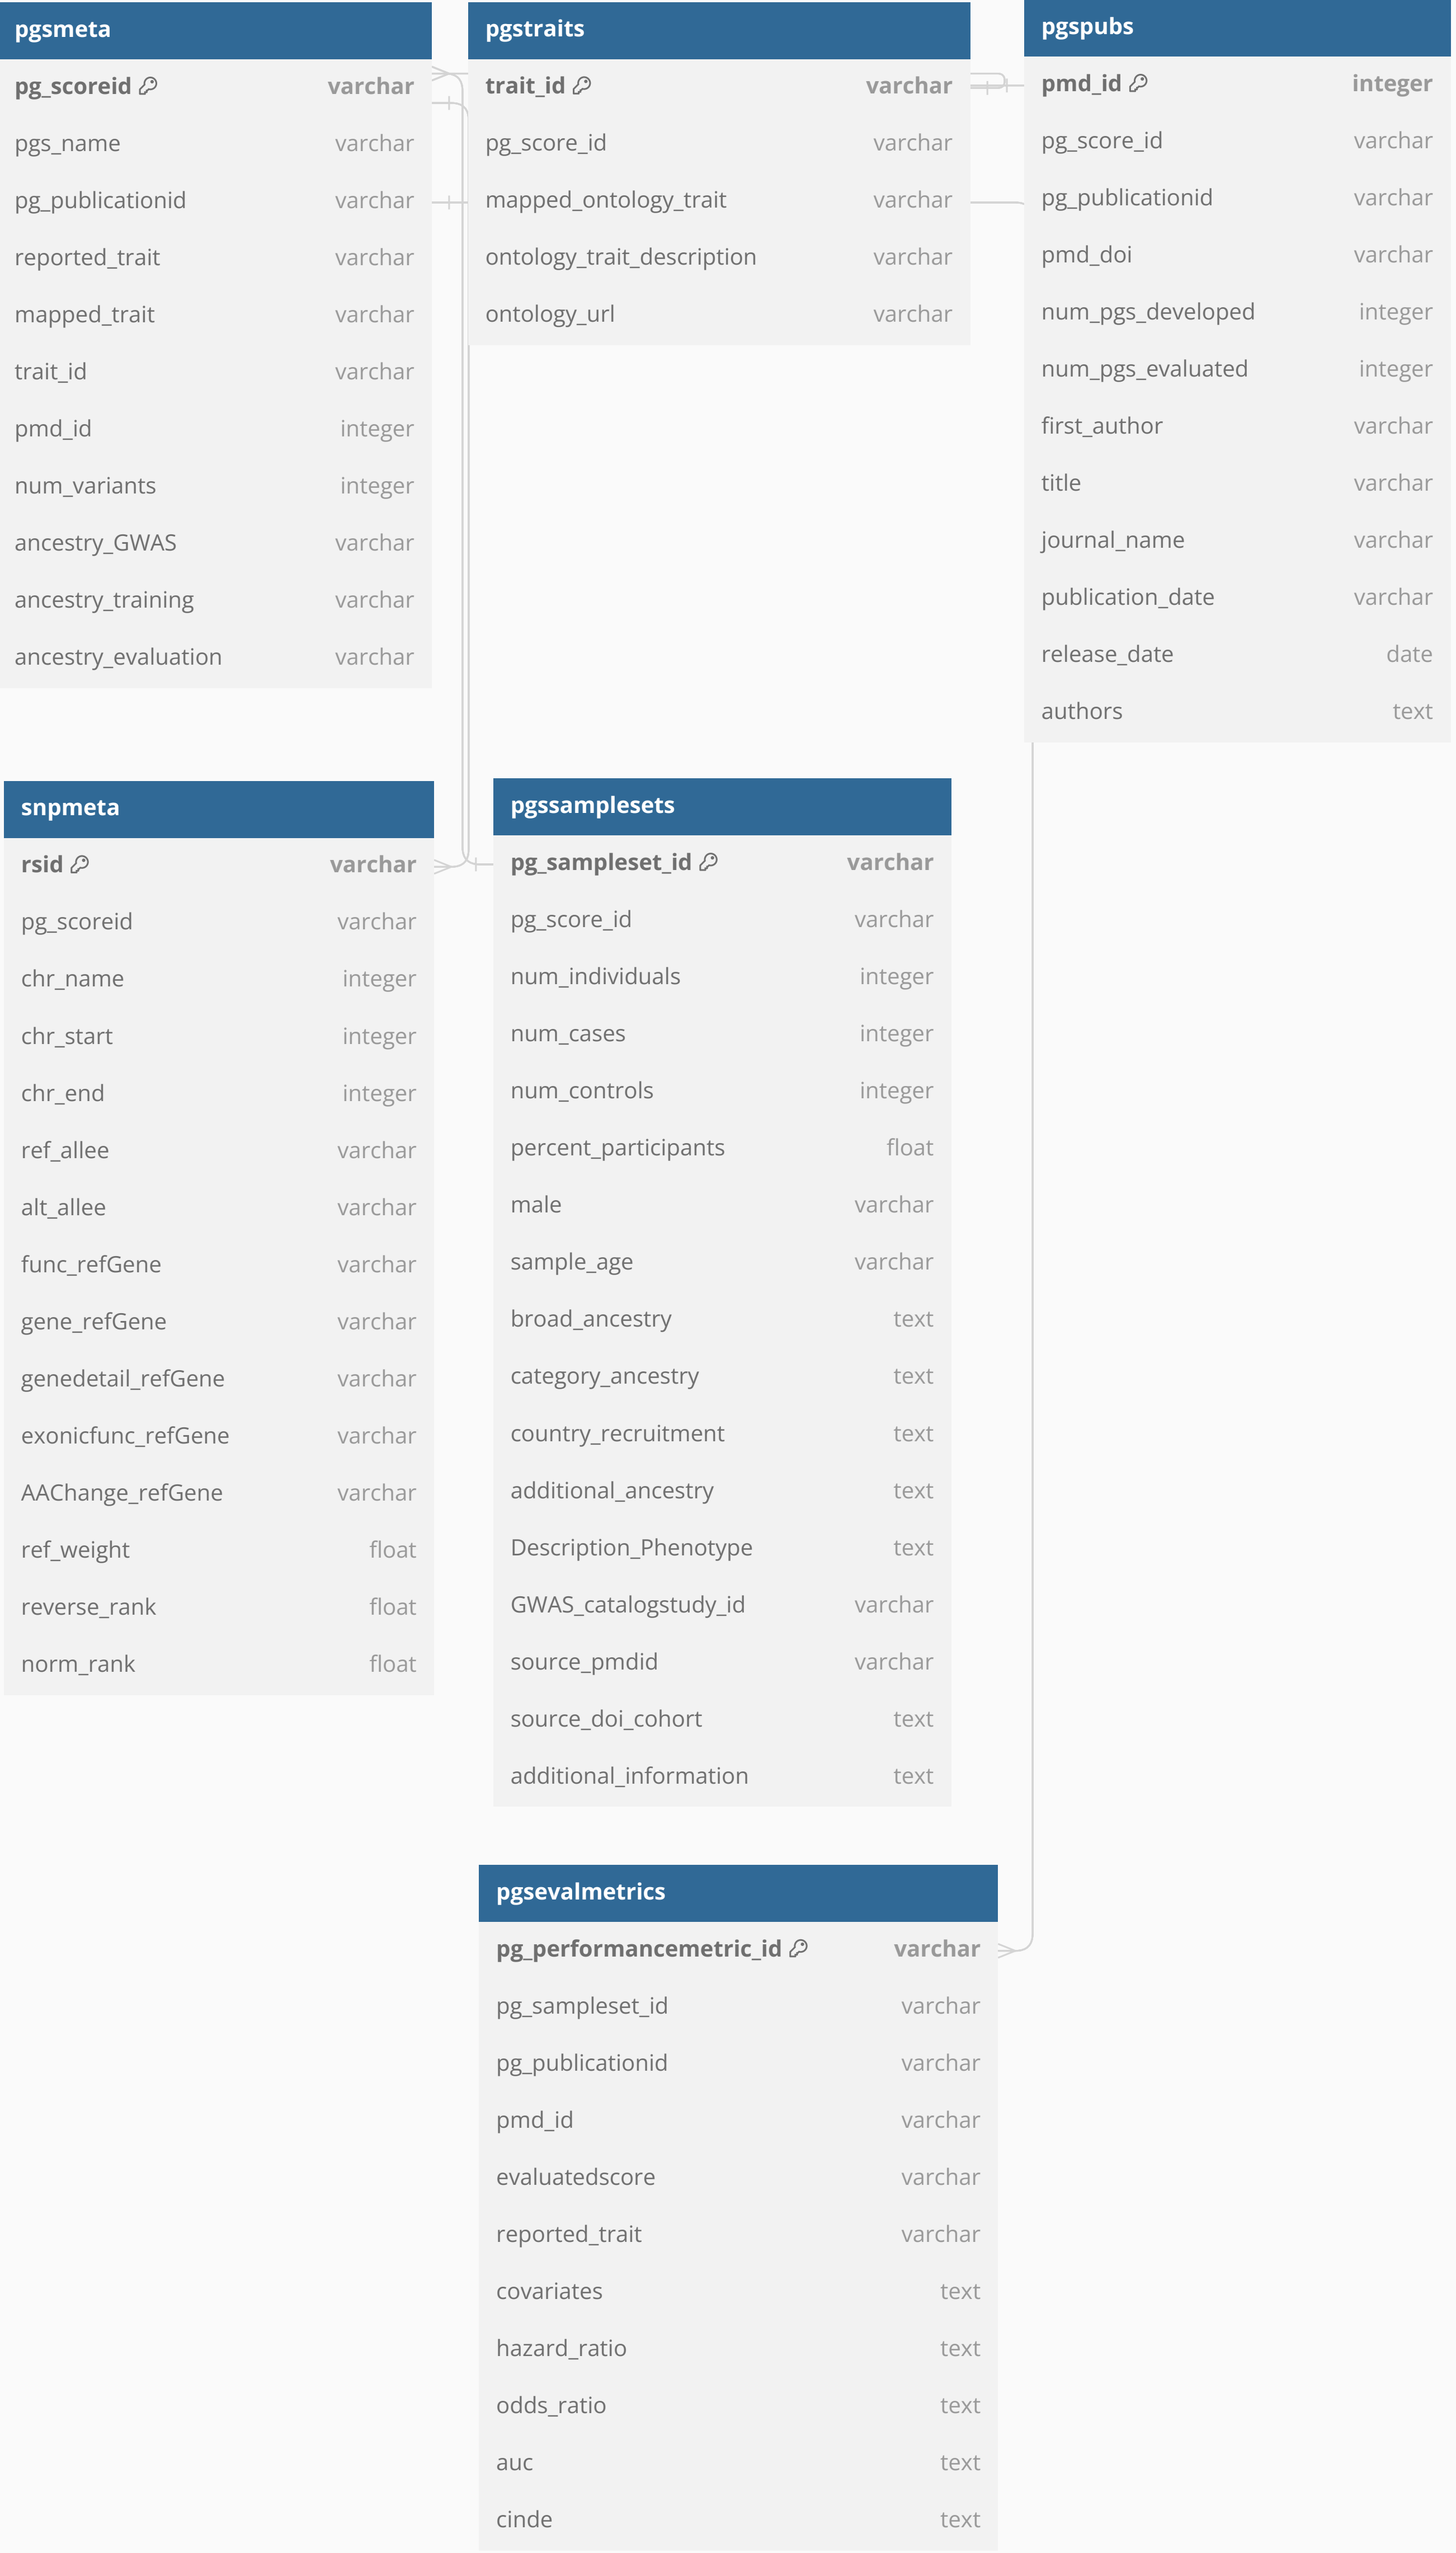 pgsmeta
pg_scoreid varchar
pgs_name varchar
pg_publicationid varchar
reported_trait varchar
mapped_trait varchar
trait_id varchar
pmd_id integer
num_variants integer
ancestry_GWAS varchar
ancestry_training varchar
ancestry_evaluation varchar
pgstraits
trait_id varchar
pg_score_id varchar
mapped_ontology_trait varchar
ontology_trait_description varchar
ontology_url varchar
pgspubs
pmd_id integer
pg_score_id varchar
pg_publicationid varchar
pmd_doi varchar
num_pgs_developed integer
num_pgs_evaluated integer
first_author varchar
title varchar
journal_name varchar
publication_date varchar
release_date date
authors text
snpmeta
rsid varchar
pg_scoreid varchar
chr_name integer
chr_start integer
chr_end integer
ref_allee varchar
alt_allee varchar
func_refGene varchar
gene_refGene varchar
genedetail_refGene varchar
exonicfunc_refGene varchar
AAChange_refGene varchar
ref_weight float
reverse_rank float
norm_rank float
pgssamplesets
pg_sampleset_id varchar
pg_score_id varchar
num_individuals integer
num_cases integer
num_controls integer
percent_participants float
male varchar
sample_age varchar
broad_ancestry text
category_ancestry text
country_recruitment text
additional_ancestry text
Description_Phenotype text
GWAS_catalogstudy_id varchar
source_pmdid varchar
source_doi_cohort text
additional_information text
pgsevalmetrics
pg_performancemetric_id varchar
pg_sampleset_id varchar
pg_publicationid varchar
pmd_id varchar
evaluatedscore varchar
reported_trait varchar
covariates text
hazard_ratio text
odds_ratio text
auc text
cinde text